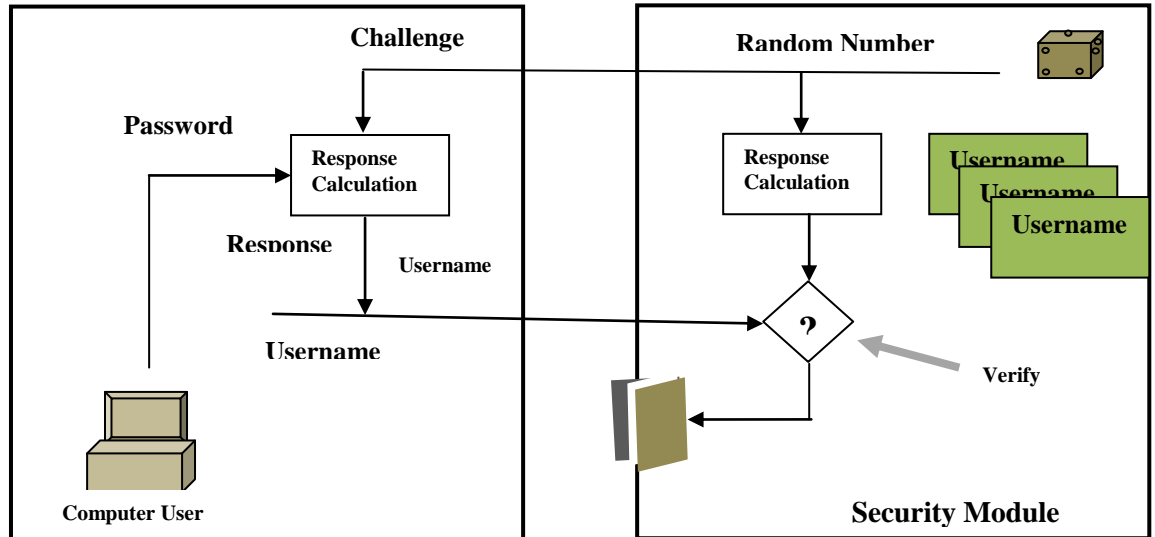 Challenge
Random Number
Password
Response
Calculation
Response
Calculation
Username
Username
Username
Response
Username
?
Username
Verify
Computer User
Security Module